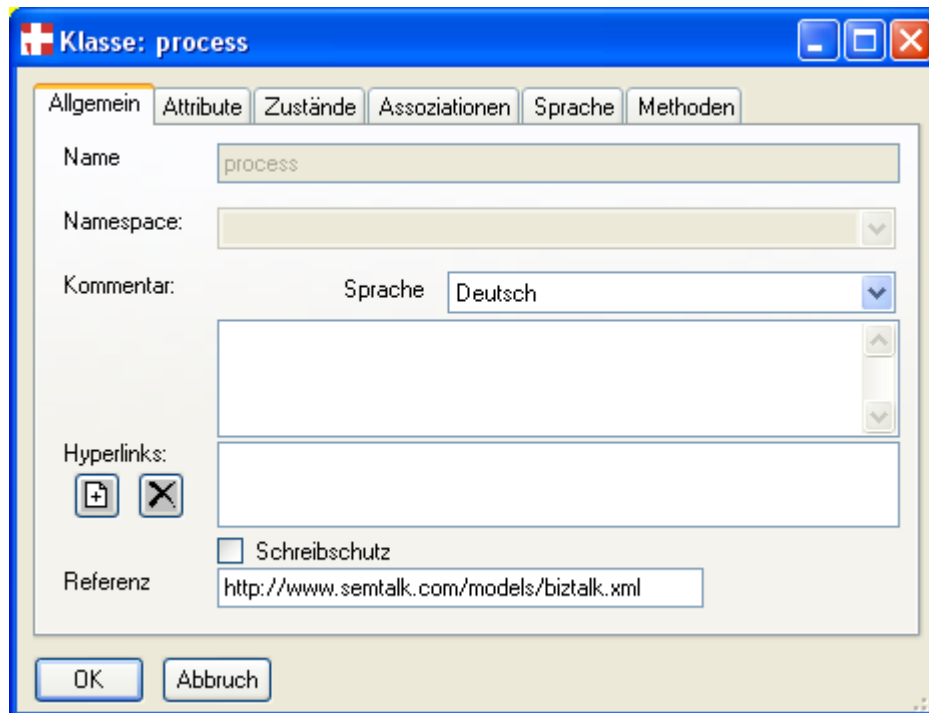 Klasse: process
Allgemein Attribute Zustände Assoziationen Sprache Methoden
Name process
Namespace:
Kommentar: Sprache Deutsch
Hyperlinks:
Schreibschutz
Referenz http://www.semtalk.com/models/biztalk.xml
OK Abbruch